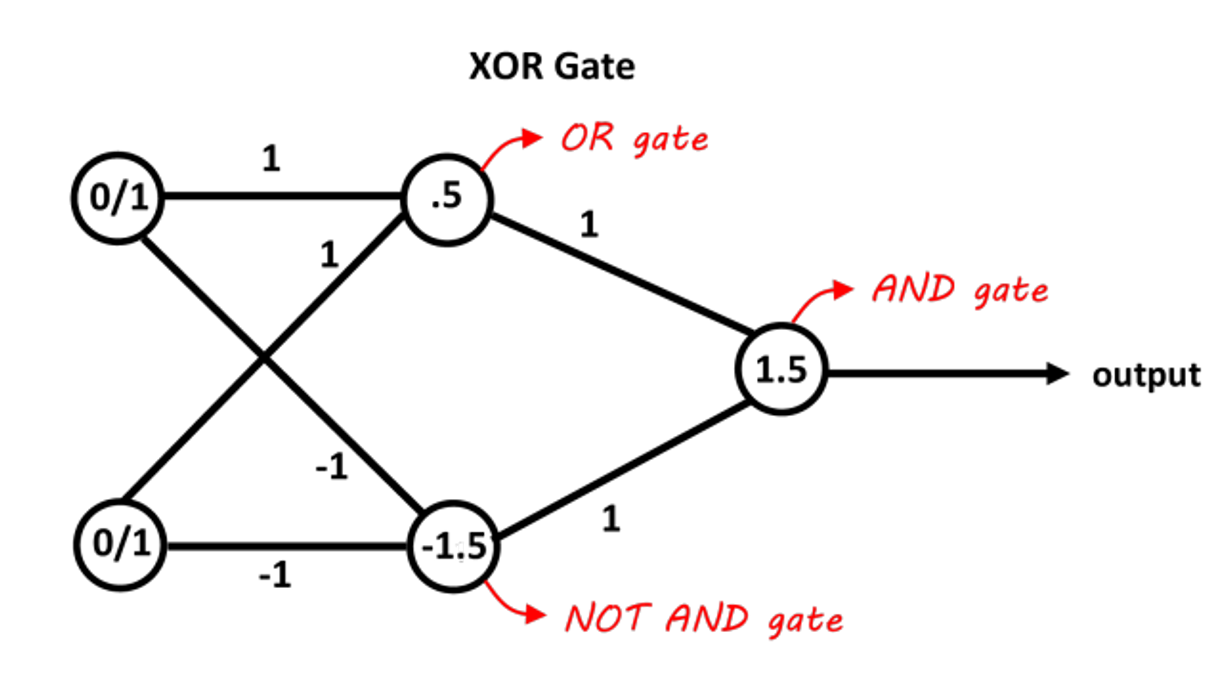 XOR Gate
OR gate
1
0/1
.5
1
1
AND gate
1.5
output
-1
1
0/1
-1.5
-1
NOT AND gate